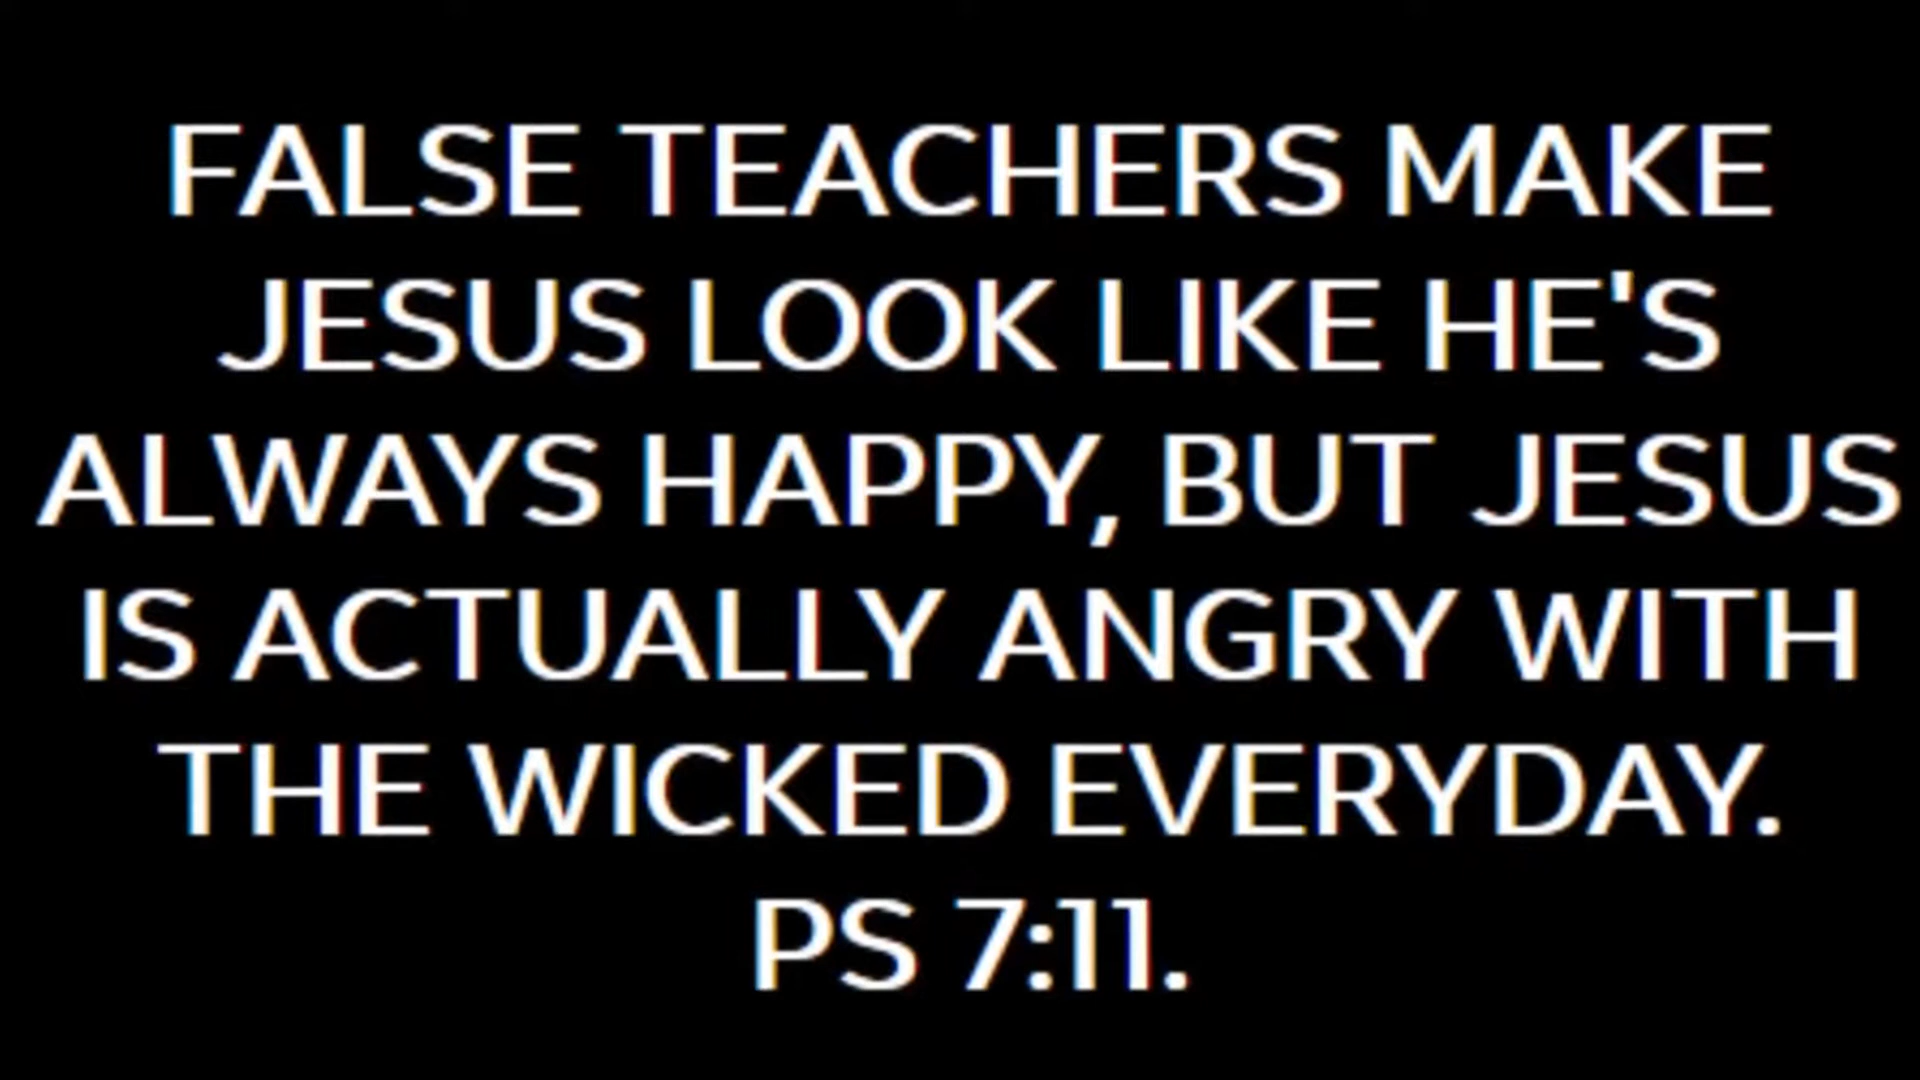 FALSE TEACHERS MAKE
JESUS LOOK LIKE HE'S
ALWAYS HAPPY, BUT JESUS
IS ACTUALLY ANGRY WITH
THE WICKED EVERYDAY.
PS 7:11.